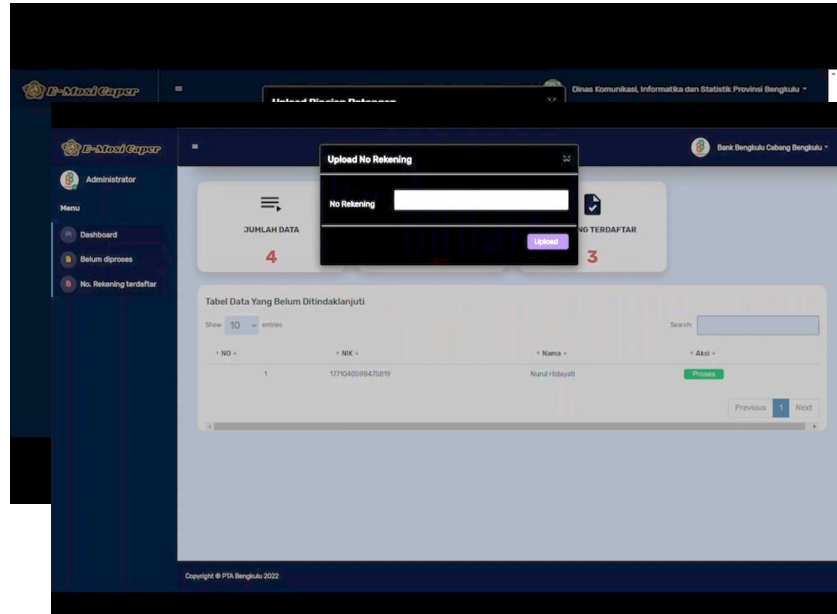 E-Mosi Caper
Dinas Komunikasi, Informatika dan Statistik Provinsi Bengkulu
E-Mosi Caper
Bank Bengkulu Cabang Bengkulu
Administrator
Menu
Dashboard
Belum diproses
No. Rekening terdaftar
Upload No Rekening
No Rekening
Upload
JUMLAH DATA
4
TERDAFTAR
3
Tabel Data Yang Belum Ditindaklanjuti
Show 10 entries
Search:
NO NIK Nama Aksi
1 1771040598475819 Nurul Hidayati Proses
Previous 1 Next
Copyright © PTA Bengkulu 2022